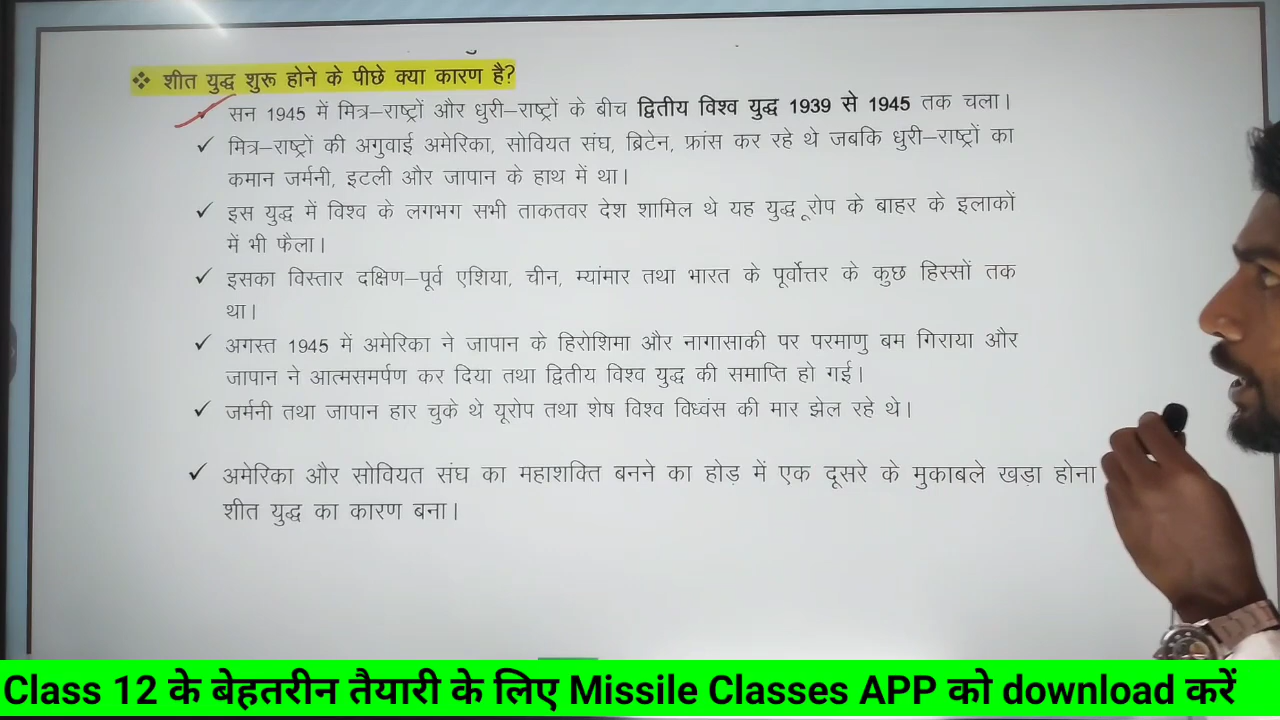 ❖ शीत युद्ध शुरू होने के पीछे क्या कारण है?
✓ सन 1945 में मित्र–राष्ट्रों और धुरी–राष्ट्रों के बीच द्वितीय विश्व युद्ध 1939 से 1945 तक चला।
✓ मित्र–राष्ट्रों की अगुवाई अमेरिका, सोवियत संघ, ब्रिटेन, फ्रांस कर रहे थे जबकि धुरी–राष्ट्रों का
कमान जर्मनी, इटली और जापान के हाथ में था।
✓ इस युद्ध में विश्व के लगभग सभी ताकतवर देश शामिल थे यह युद्ध ूरोप के बाहर के इलाकों
में भी फैला।
✓ इसका विस्तार दक्षिण–पूर्व एशिया, चीन, म्यांमार तथा भारत के पूर्वोत्तर के कुछ हिस्सों तक
था।
✓ अगस्त 1945 में अमेरिका ने जापान के हिरोशिमा और नागासाकी पर परमाणु बम गिराया और
जापान ने आत्मसमर्पण कर दिया तथा द्वितीय विश्व युद्ध की समाप्ति हो गई।
✓ जर्मनी तथा जापान हार चुके थे यूरोप तथा शेष विश्व विध्वंस की मार झेल रहे थे।
✓ अमेरिका और सोवियत संघ का महाशक्ति बनने का होड़ में एक दूसरे के मुकाबले खड़ा होना
शीत युद्ध का कारण बना।
Class 12 के बेहतरीन तैयारी के लिए Missile Classes APP को download करें